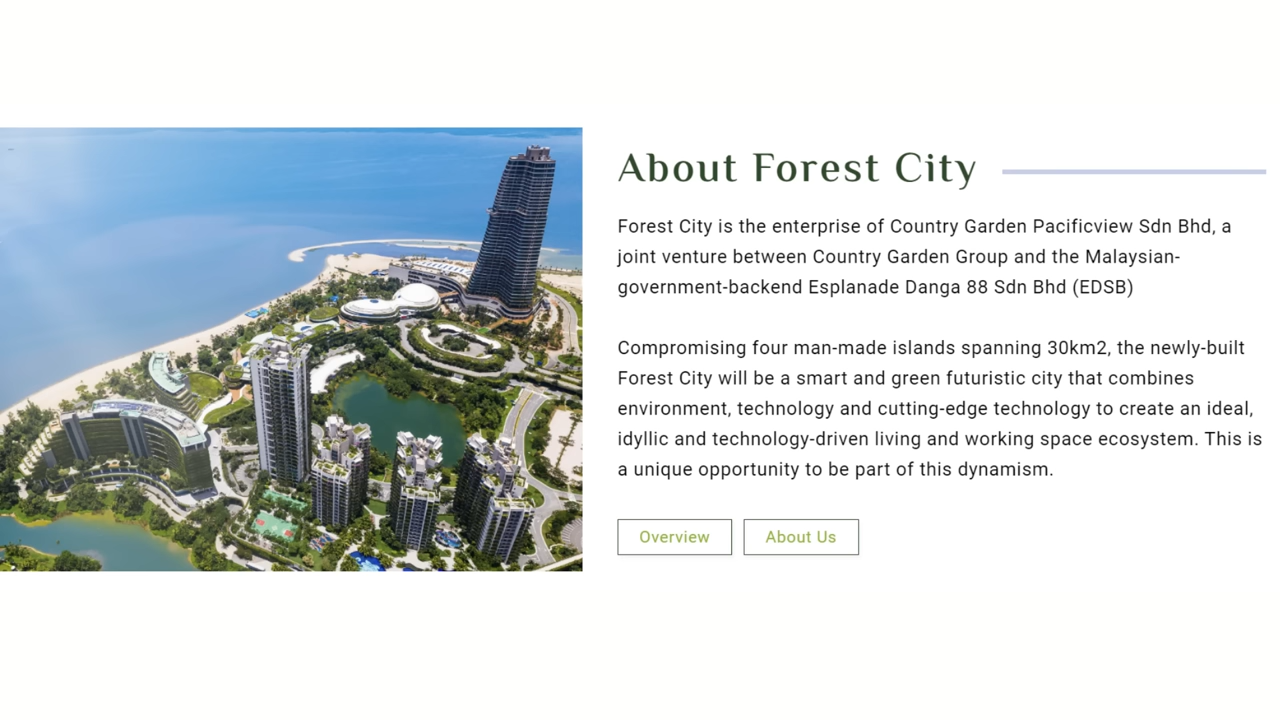 About Forest City
Forest City is the enterprise of Country Garden Pacificview Sdn Bhd, a
joint venture between Country Garden Group and the Malaysian-
government-backend Esplanade Danga 88 Sdn Bhd (EDSB)
Compromising four man-made islands spanning 30km2, the newly-built
Forest City will be a smart and green futuristic city that combines
environment, technology and cutting-edge technology to create an ideal,
idyllic and technology-driven living and working space ecosystem. This is
a unique opportunity to be part of this dynamism.
Overview
About Us